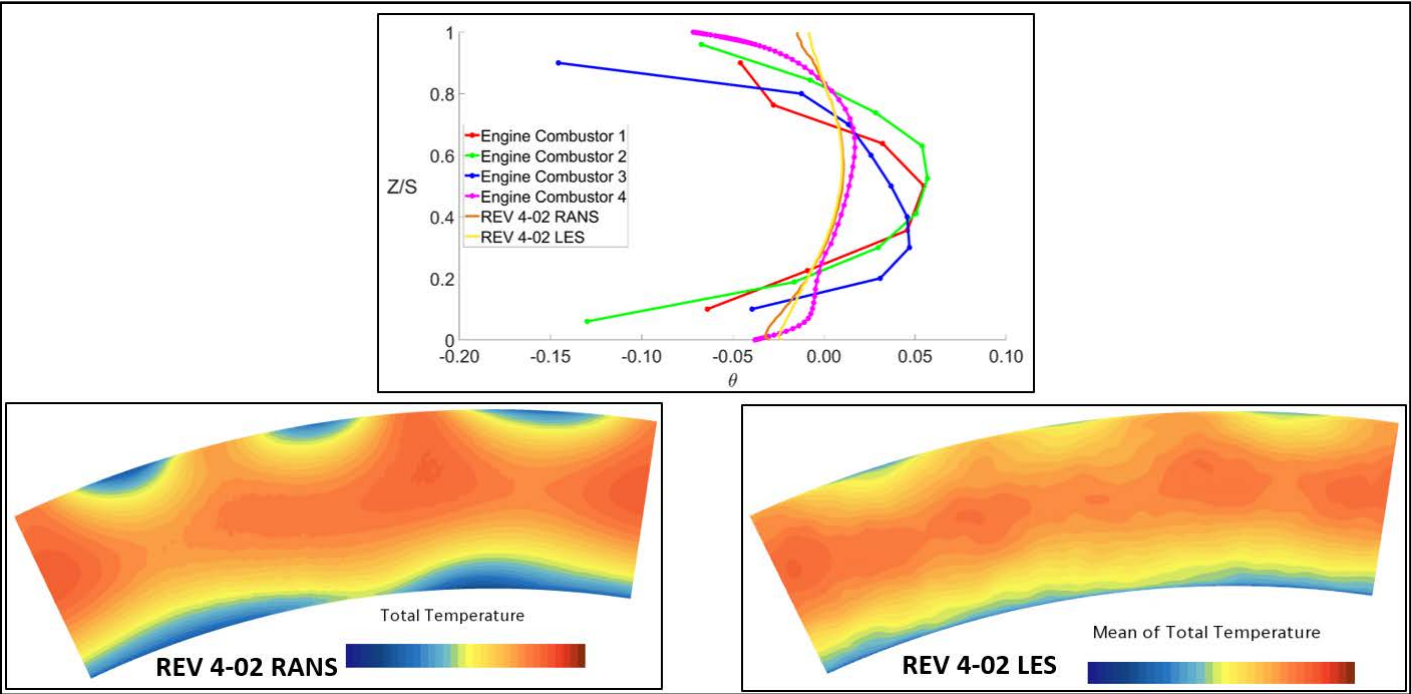 1
0.8
0.6
Z/S
0.4
0.2
0
-0.20 -0.15 -0.10 -0.05 0.00 0.05 0.10
θ
Engine Combustor 1
Engine Combustor 2
Engine Combustor 3
Engine Combustor 4
REV 4-02 RANS
REV 4-02 LES
Total Temperature
REV 4-02 RANS
Mean of Total Temperature
REV 4-02 LES